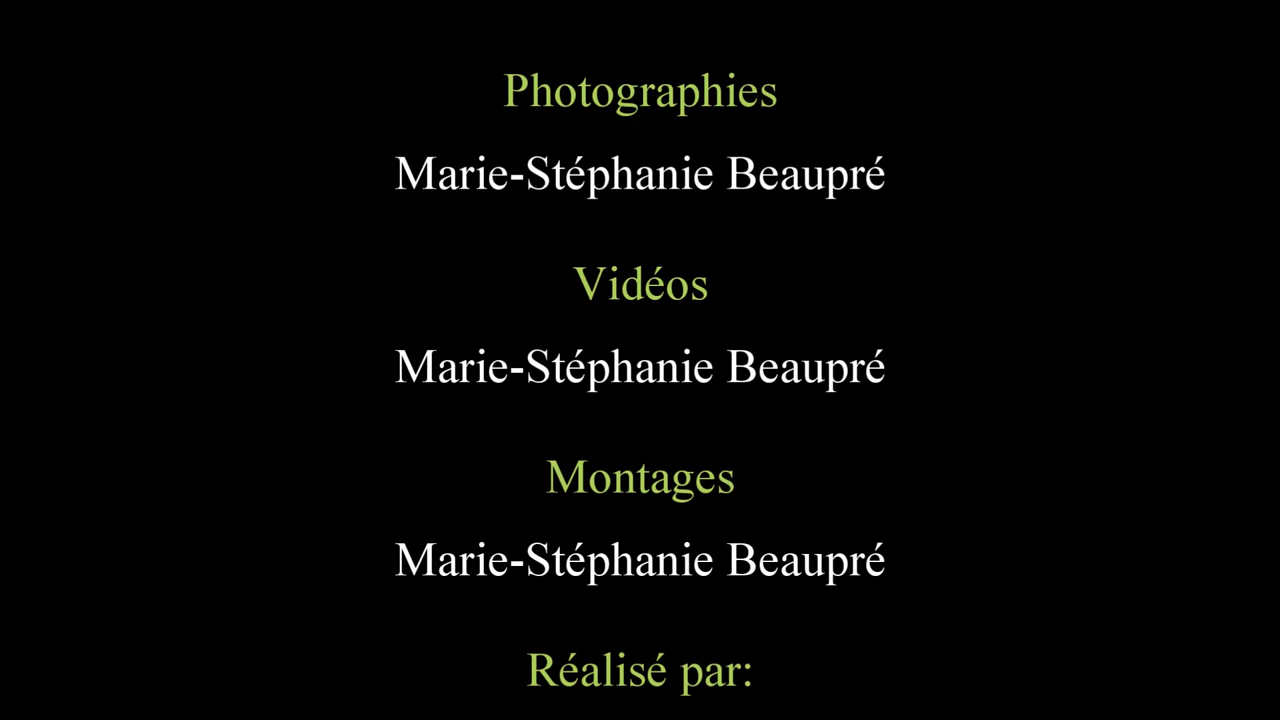 Photographies
Marie-Stéphanie Beaupré
Vidéos
Marie-Stéphanie Beaupré
Montages
Marie-Stéphanie Beaupré
Réalisé par: